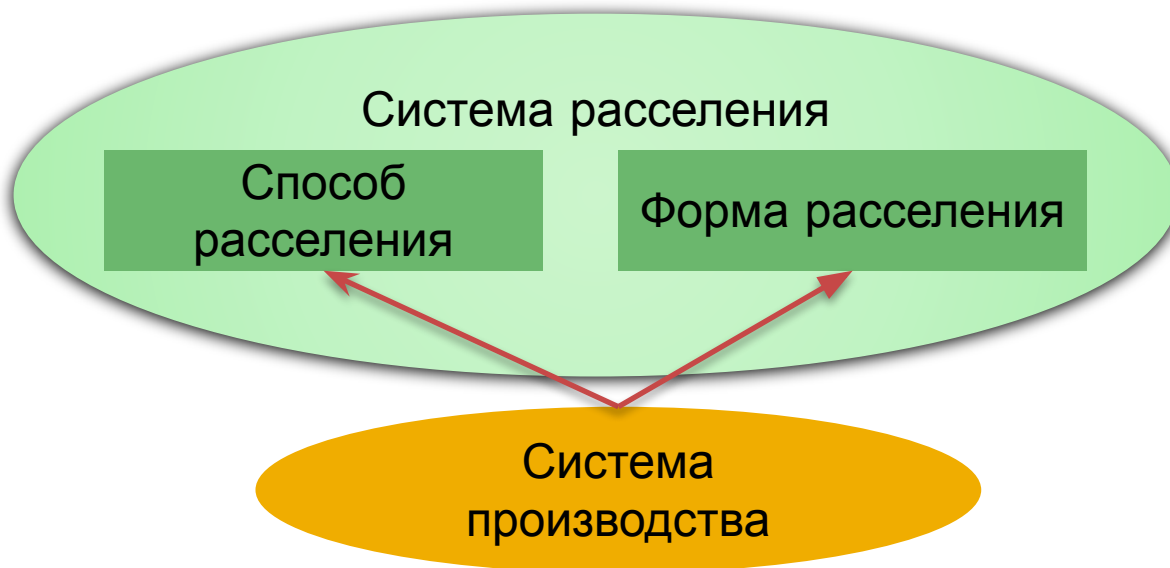 Система расселения
Способ
расселения
Форма расселения
Система
производства